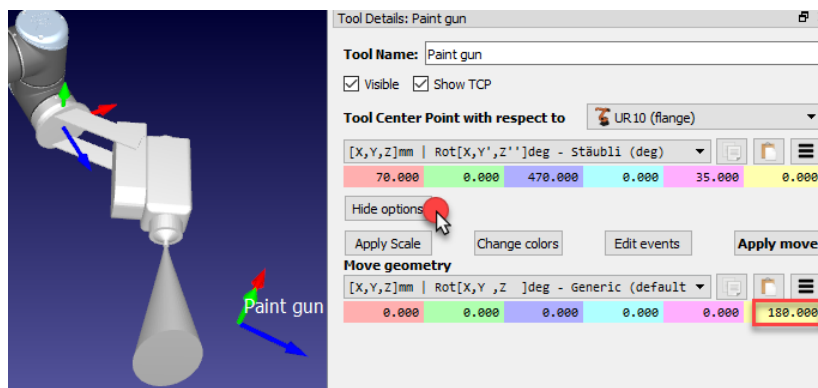 Tool Details: Paint gun
Tool Name: Paint gun
Visible Show TCP
Tool Center Point with respect to UR10 (flange)
[X,Y,Z]mm | Rot[X,Y',Z'']deg - Stäubli (deg)
70.000 0.000 470.000 0.000 35.000 0.000
Hide options
Apply Scale Change colors Edit events Apply move
Move geometry
[X,Y,Z]mm | Rot[X,Y ,Z ]deg - Generic (default
0.000 0.000 0.000 0.000 0.000 180.000
Paint gun